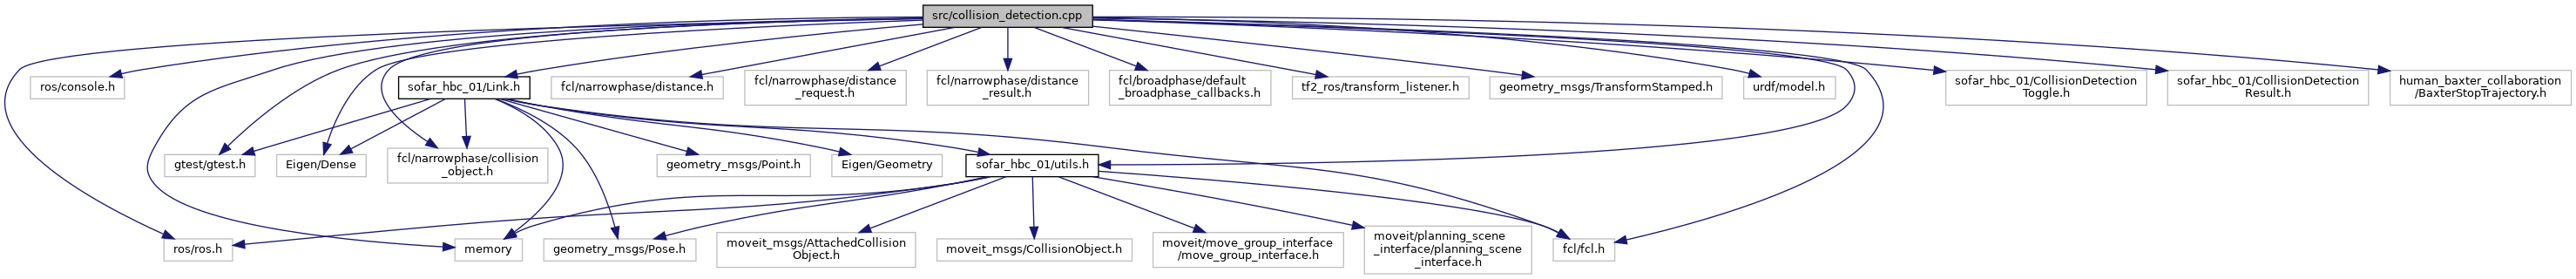 src/collision_detection.cpp
ros/console.h
sofar_hbc_01/Link.h
fcl/narrowphase/distance.h
fcl/narrowphase/distance
_request.h
fcl/narrowphase/distance
_result.h
fcl/broadphase/default
_broadphase_callbacks.h
tf2_ros/transform_listener.h
geometry_msgs/TransformStamped.h
urdf/model.h
sofar_hbc_01/CollisionDetection
Toggle.h
sofar_hbc_01/CollisionDetection
Result.h
human_baxter_collaboration
/BaxterStopTrajectory.h
gtest/gtest.h
Eigen/Dense
fcl/narrowphase/collision
_object.h
geometry_msgs/Point.h
Eigen/Geometry
sofar_hbc_01/utils.h
ros/ros.h
memory
geometry_msgs/Pose.h
moveit_msgs/AttachedCollision
Object.h
moveit_msgs/CollisionObject.h
moveit/move_group_interface
/move_group_interface.h
moveit/planning_scene
_interface/planning_scene
_interface.h
fcl/fcl.h